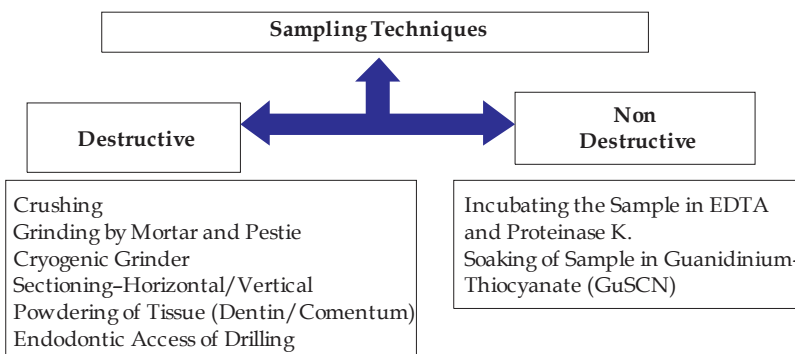 Sampling Techniques
Destructive
Non
Destructive
Crushing
Grinding by Mortar and Pestie
Cryogenic Grinder
Sectioning–Horizontal/Vertical
Powdering of Tissue (Dentin/Comentum)
Endodontic Access of Drilling
Incubating the Sample in EDTA
and Proteinase K.
Soaking of Sample in Guanidinium-
Thiocyanate (GuSCN)